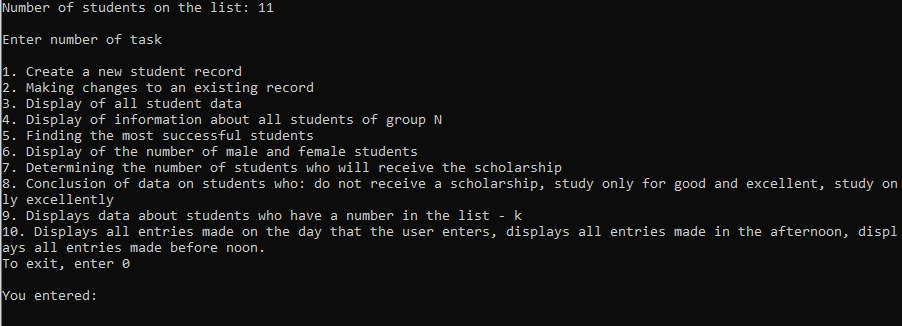 Number of students on the list: 11
Enter number of task
1. Create a new student record
2. Making changes to an existing record
3. Display of all student data
4. Display of information about all students of group N
5. Finding the most successful students
6. Display of the number of male and female students
7. Determining the number of students who will receive the scholarship
8. Conclusion of data on students who: do not receive a scholarship, study only for good and excellent, study on
ly excellently
9. Displays data about students who have a number in the list - k
10. Displays all entries made on the day that the user enters, displays all entries made in the afternoon, displ
ays all entries made before noon.
To exit, enter 0
You entered: